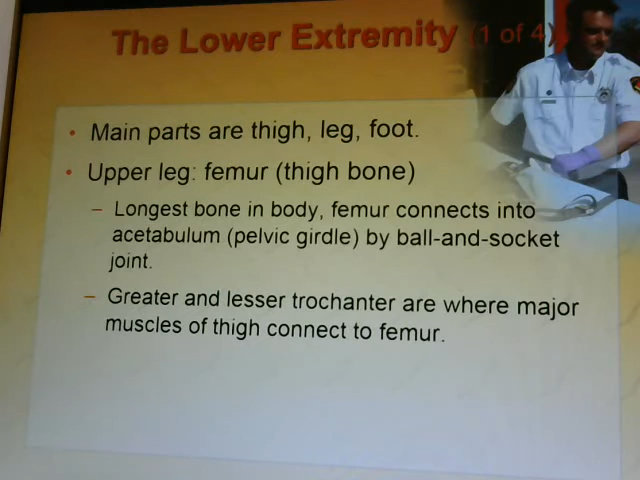 The Lower Extremity (1 of 4)
• Main parts are thigh, leg, foot.
• Upper leg: femur (thigh bone)
– Longest bone in body, femur connects into
acetabulum (pelvic girdle) by ball-and-socket
joint.
– Greater and lesser trochanter are where major
muscles of thigh connect to femur.